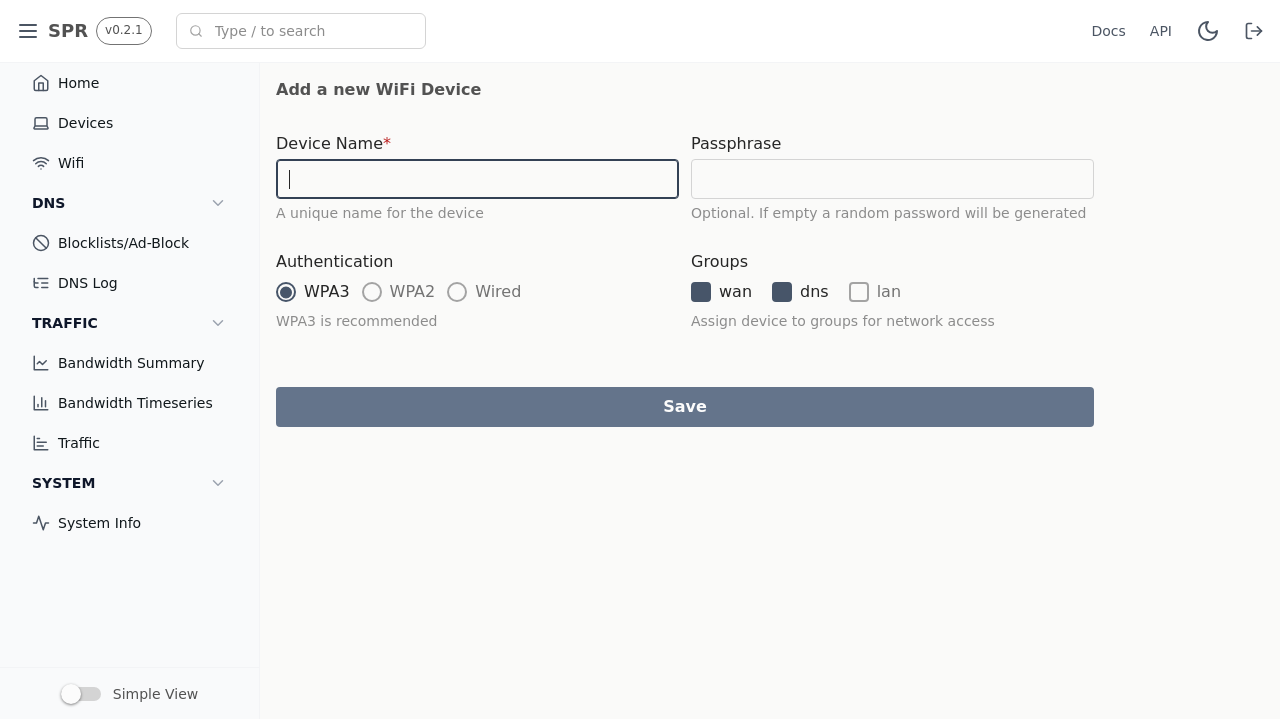 SPR
v0.2.1
Type / to search
Docs
API
Home
Devices
Wifi
DNS
Blocklists/Ad-Block
DNS Log
TRAFFIC
Bandwidth Summary
Bandwidth Timeseries
Traffic
SYSTEM
System Info
Simple View
Add a new WiFi Device
Device Name*
A unique name for the device
Passphrase
Optional. If empty a random password will be generated
Authentication
WPA3
WPA2
Wired
WPA3 is recommended
Groups
wan
dns
lan
Assign device to groups for network access
Save